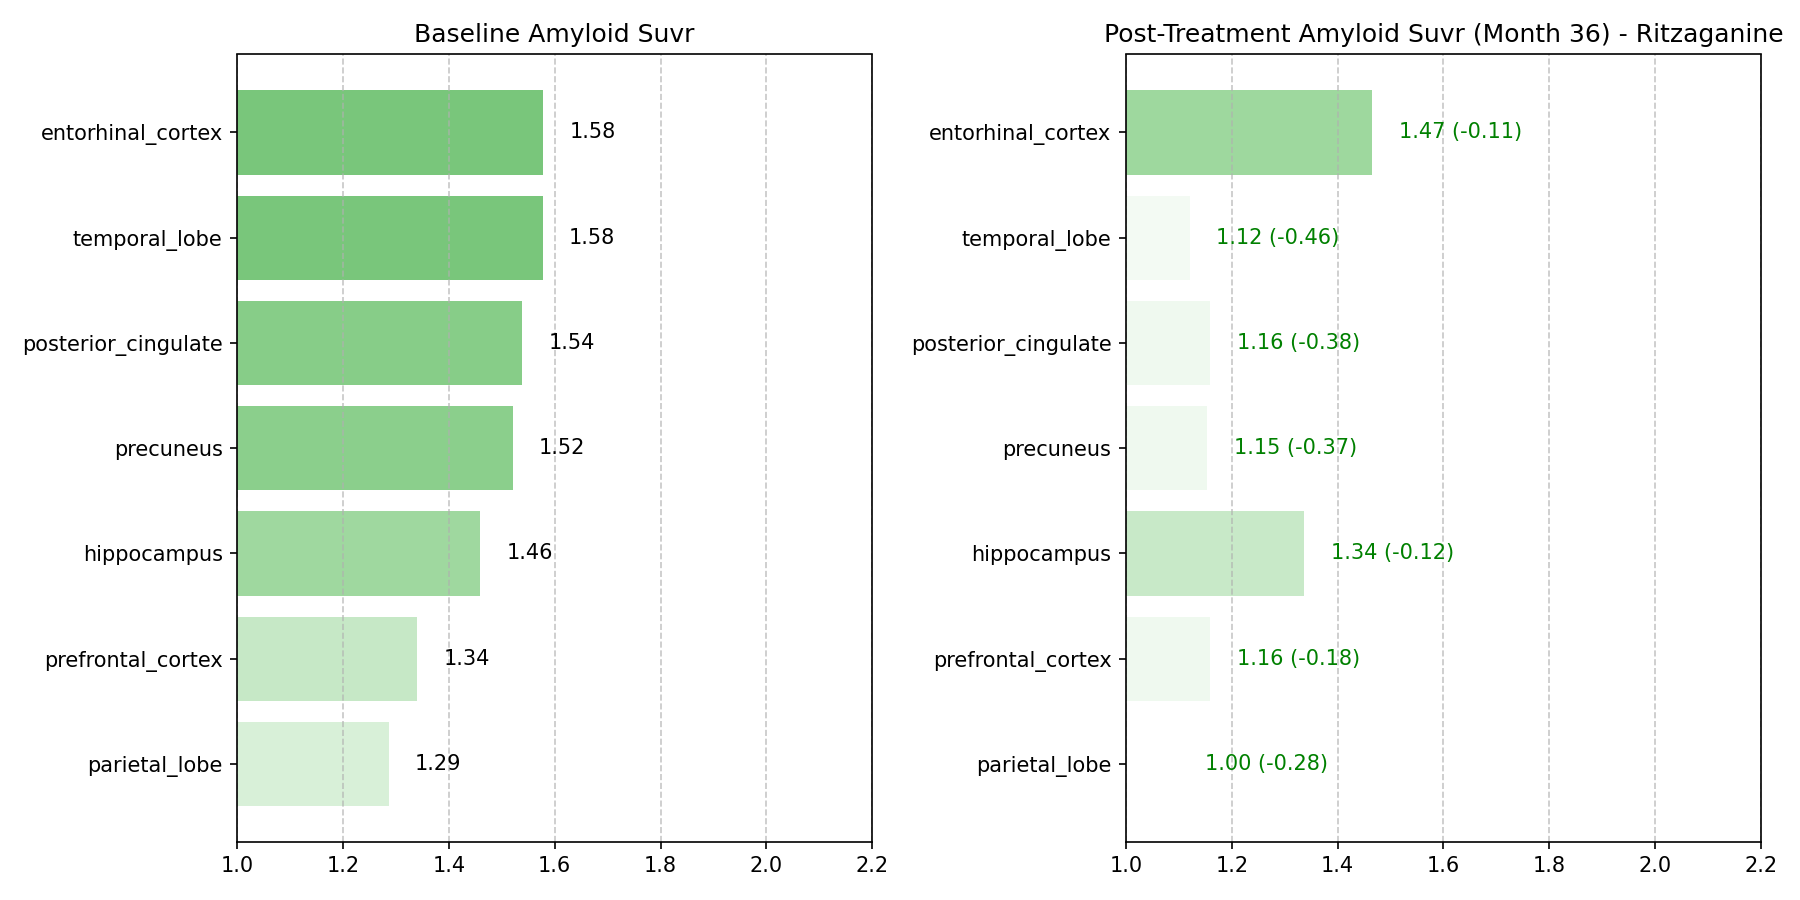 Baseline Amyloid Suvr
entorhinal_cortex
1.58
temporal_lobe
1.58
posterior_cingulate
1.54
precuneus
1.52
hippocampus
1.46
prefrontal_cortex
1.34
parietal_lobe
1.29
1.0 1.2 1.4 1.6 1.8 2.0 2.2
Post-Treatment Amyloid Suvr (Month 36) - Ritzaganine
entorhinal_cortex
1.47 (-0.11)
temporal_lobe
1.12 (-0.46)
posterior_cingulate
1.16 (-0.38)
precuneus
1.15 (-0.37)
hippocampus
1.34 (-0.12)
prefrontal_cortex
1.16 (-0.18)
parietal_lobe
1.00 (-0.28)
1.0 1.2 1.4 1.6 1.8 2.0 2.2